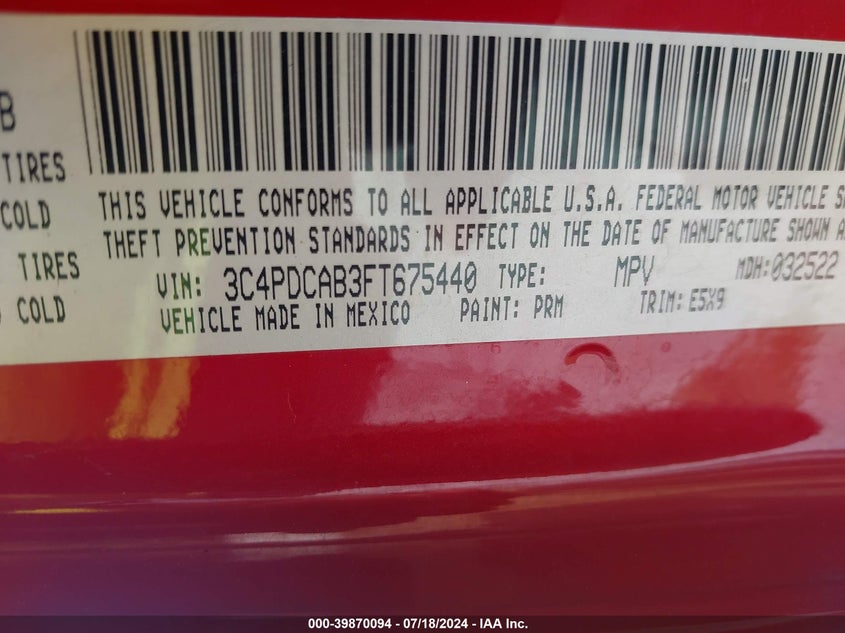 B
TIRES
COLD
TIRES
COLD
THIS VEHICLE CONFORMS TO ALL APPLICABLE U.S.A. FEDERAL MOTOR VEHICLE
THEFT PREVENTION STANDARDS IN EFFECT ON THE DATE OF MANUFACTURE SHOWN
VIN: 3C4PDCAB3FT675440 TYPE: MPV MDH: 032522
VEHICLE MADE IN MEXICO PAINT: PRM TRIM: E5X9
000-39870094 - 07/18/2024 - IAA Inc.